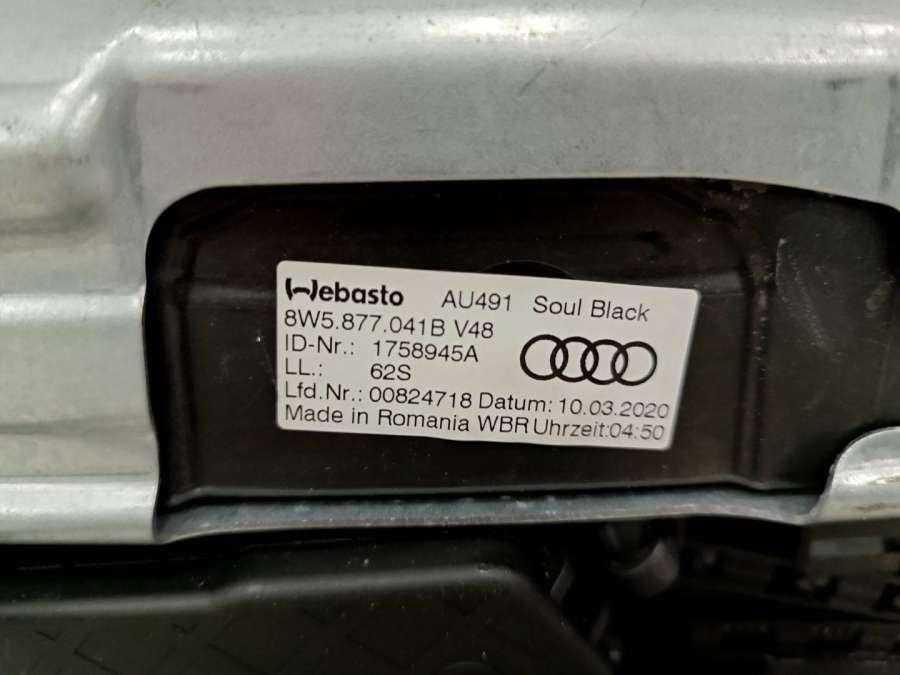 Webasto AU491 Soul Black
8W5.877.041B V48
ID-Nr.: 1758945A
LL.: 62S
Lfd.Nr.: 00824718 Datum: 10.03.2020
Made in Romania WBR Uhrzeit:04:50